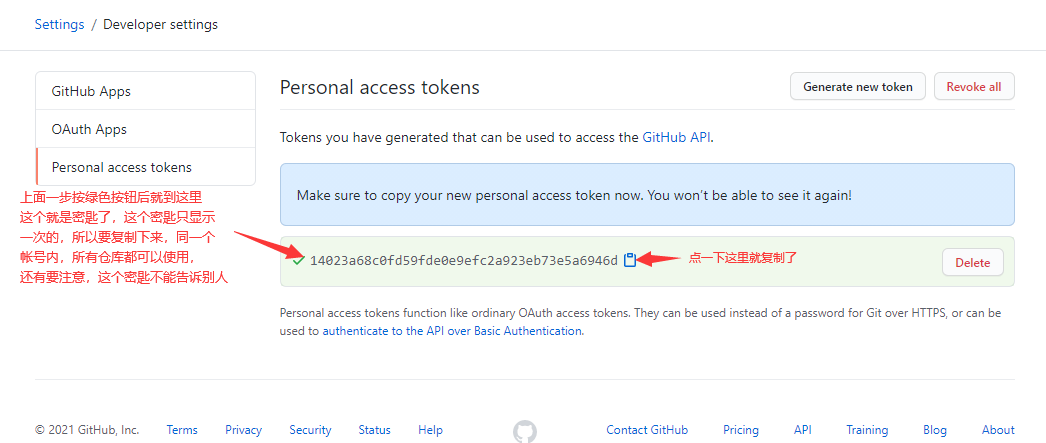 Settings / Developer settings
GitHub Apps
OAuth Apps
Personal access tokens
上面一步按绿色按钮后就到这里
这个就是密匙了，这个密匙只显示
一次的，所以要复制下来，同一个
帐号内，所有仓库都可以使用，
还有要注意，这个密匙不能告诉别人
Personal access tokens
Generate new token
Revoke all
Tokens you have generated that can be used to access the GitHub API.
Make sure to copy your new personal access token now. You won't be able to see it again!
14023a68c0fd59fde0e9efc2a923eb73e5a6946d
点一下这里就复制了
Delete
Personal access tokens function like ordinary OAuth access tokens. They can be used instead of a password for Git over HTTPS, or can be
used to authenticate to the API over Basic Authentication.
© 2021 GitHub, Inc. Terms Privacy Security Status Help Contact GitHub Pricing API Training Blog About